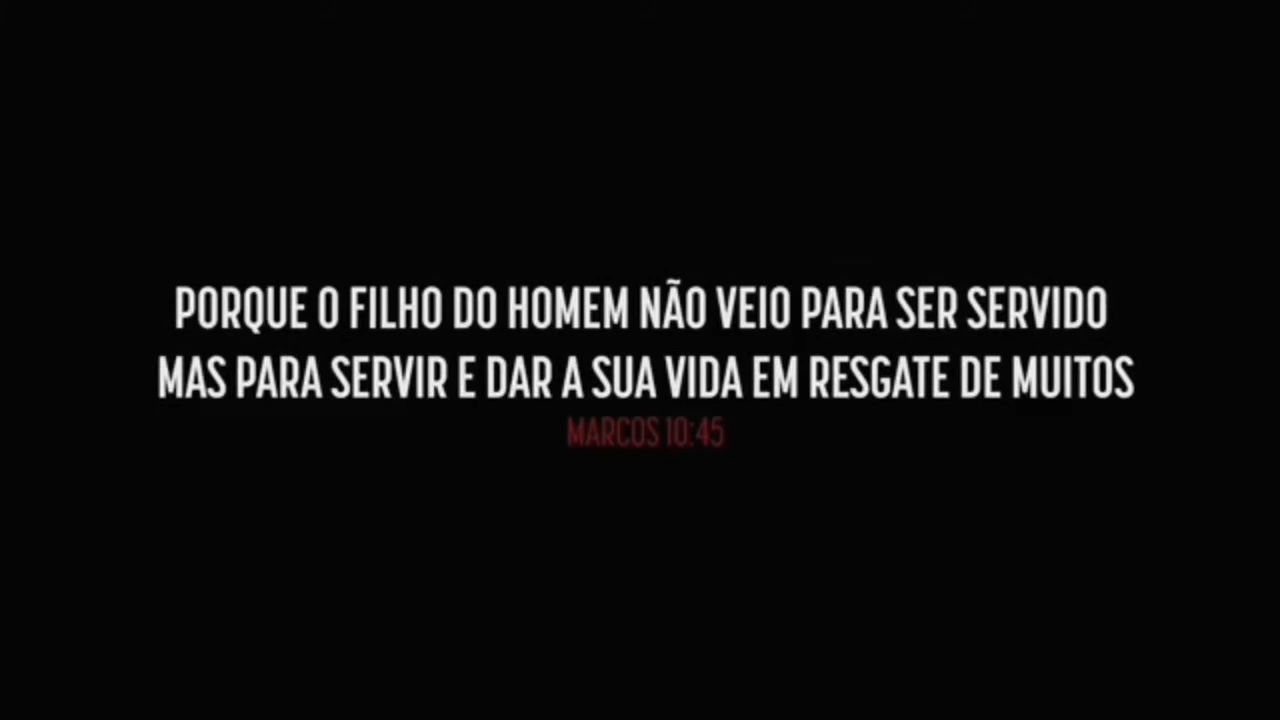 PORQUE O FILHO DO HOMEM NÃO VEIO PARA SER SERVIDO
MAS PARA SERVIR E DAR A SUA VIDA EM RESGATE DE MUITOS
MARCOS 10:45